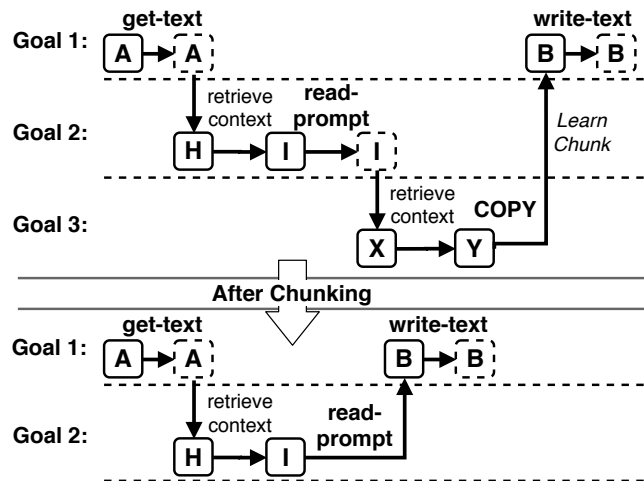 get-text write-text
Goal 1: A A B B
retrieve context read-prompt Learn Chunk
Goal 2: H I I
retrieve context COPY
Goal 3: X Y
After Chunking
get-text write-text
Goal 1: A A B B
retrieve context read-prompt
Goal 2: H I